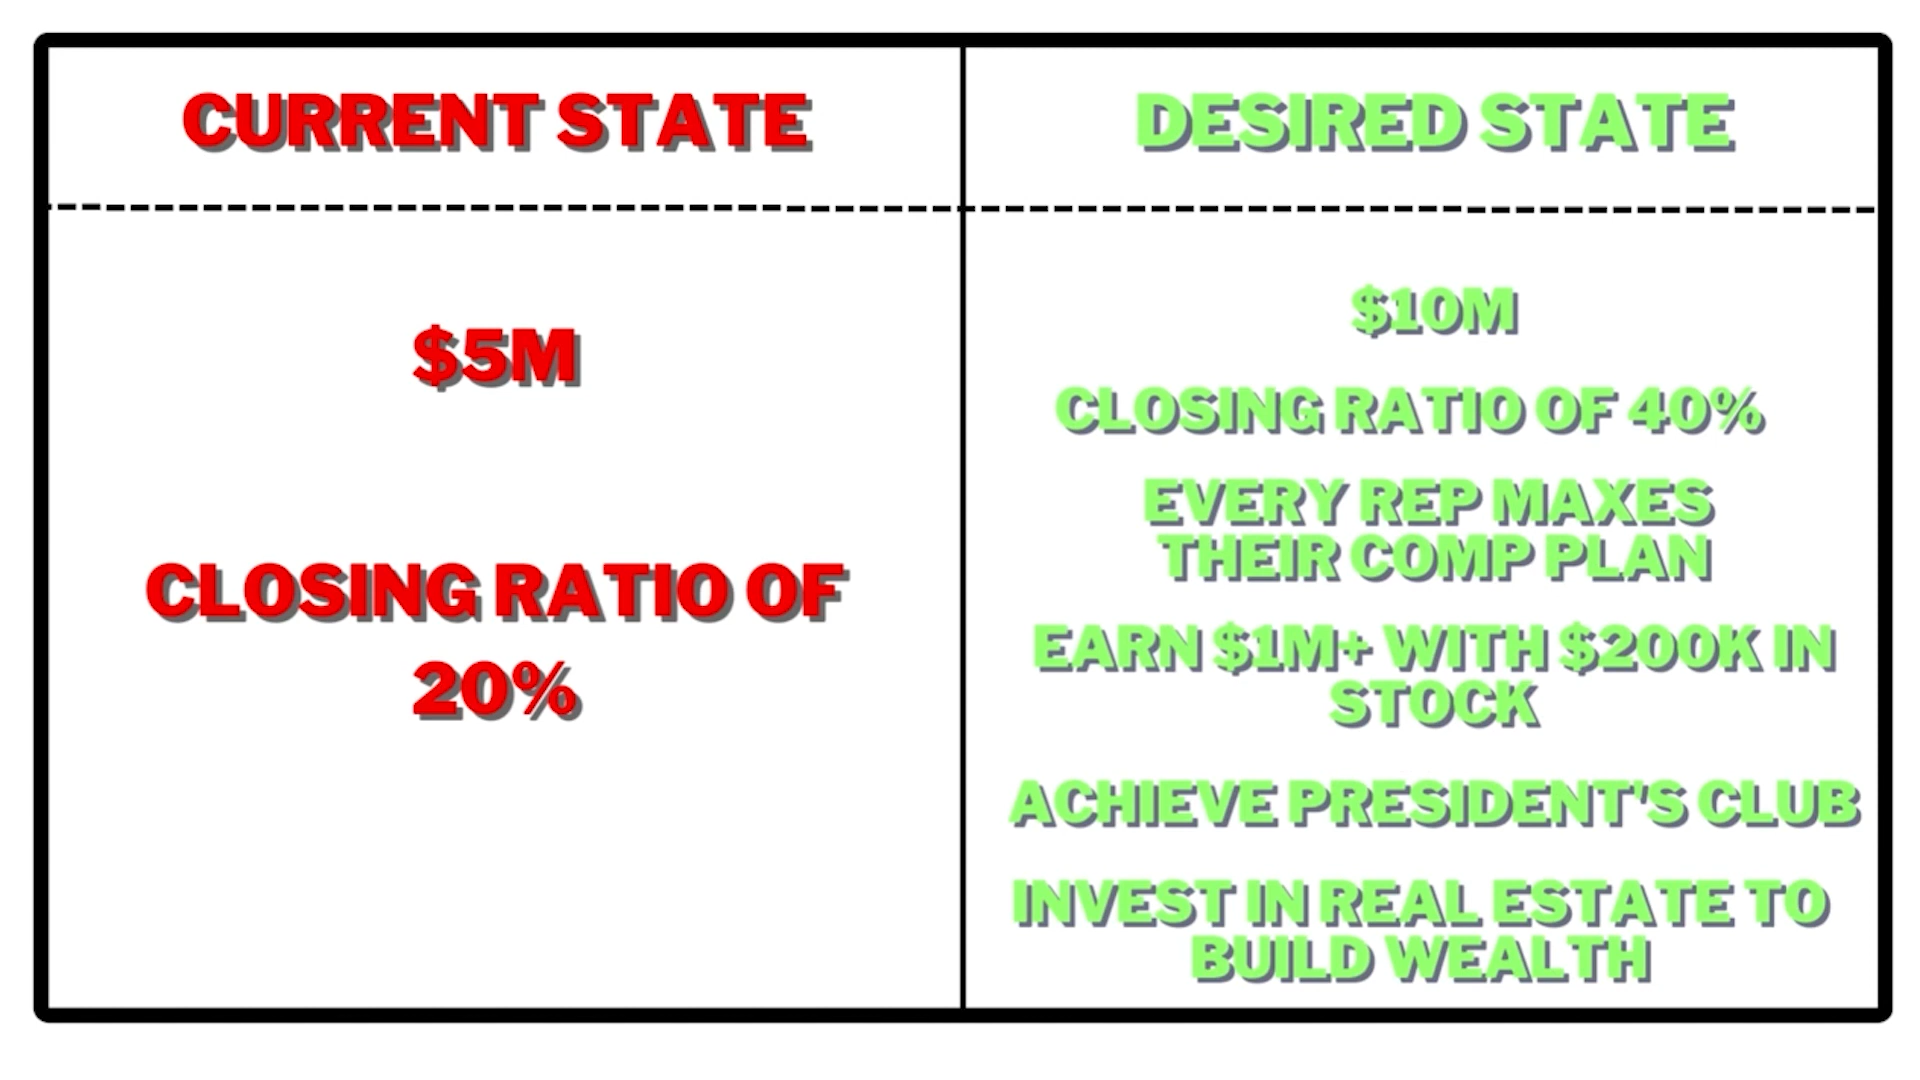 CURRENT STATE
$5M
CLOSING RATIO OF
20%
DESIRED STATE
$10M
CLOSING RATIO OF 40%
EVERY REP MAXES
THEIR COMP PLAN
EARN $1M+ WITH $200K IN
STOCK
ACHIEVE PRESIDENT'S CLUB
INVEST IN REAL ESTATE TO
BUILD WEALTH